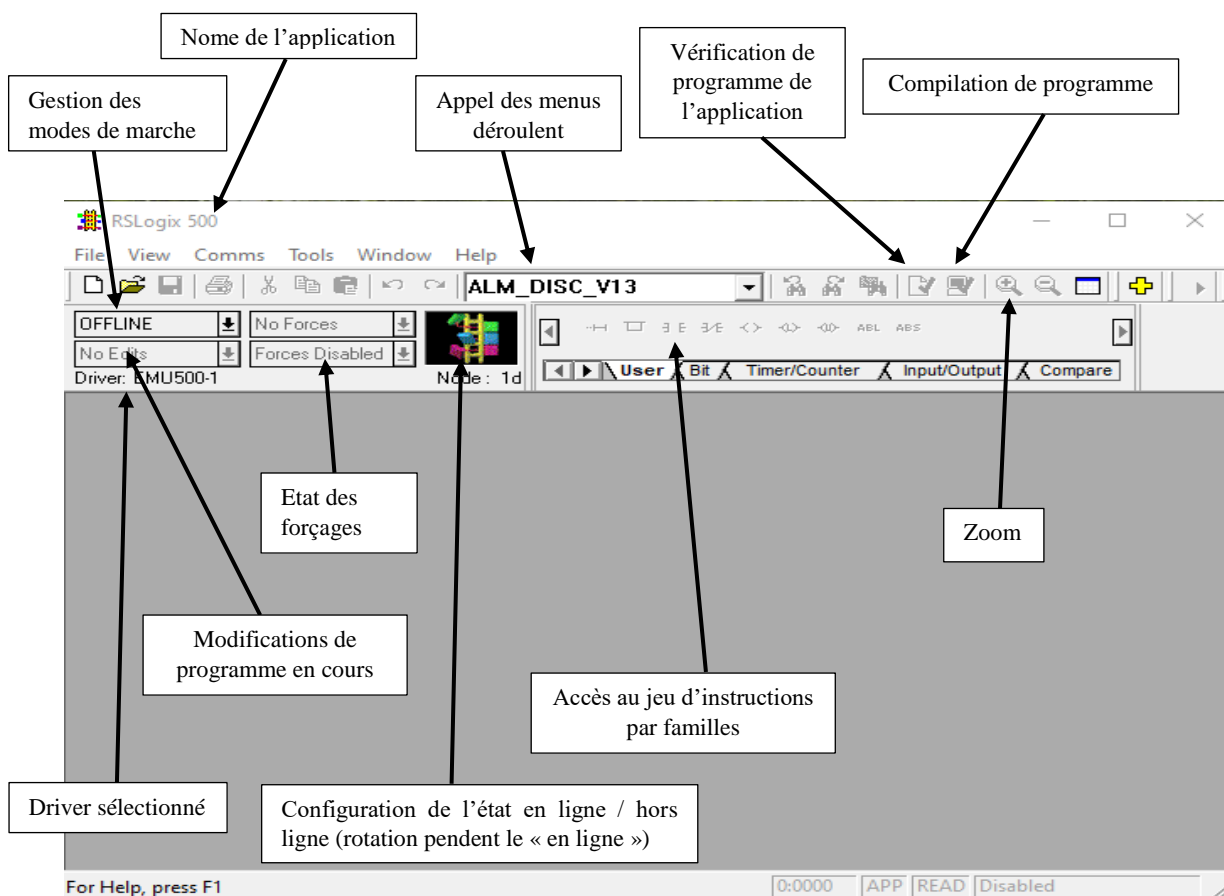 Nome de l’application
Vérification de
programme de
l’application
Compilation de programme
Gestion des
modes de marche
Appel des menus
déroulent
RSLogix 500
File View Comms Tools Window Help
ALM_DISC_V13
OFFLINE
No Forces
No Edits
Forces Disabled
Driver: EMU500-1
Node : 1d
ABL ABS
User Bit Timer/Counter Input/Output Compare
Etat des
forçages
Zoom
Modifications de
programme en cours
Accès au jeu d’instructions
par familles
Driver sélectionné
Configuration de l’état en ligne / hors
ligne (rotation pendent le « en ligne »)
For Help, press F1
0:0000 APP READ Disabled